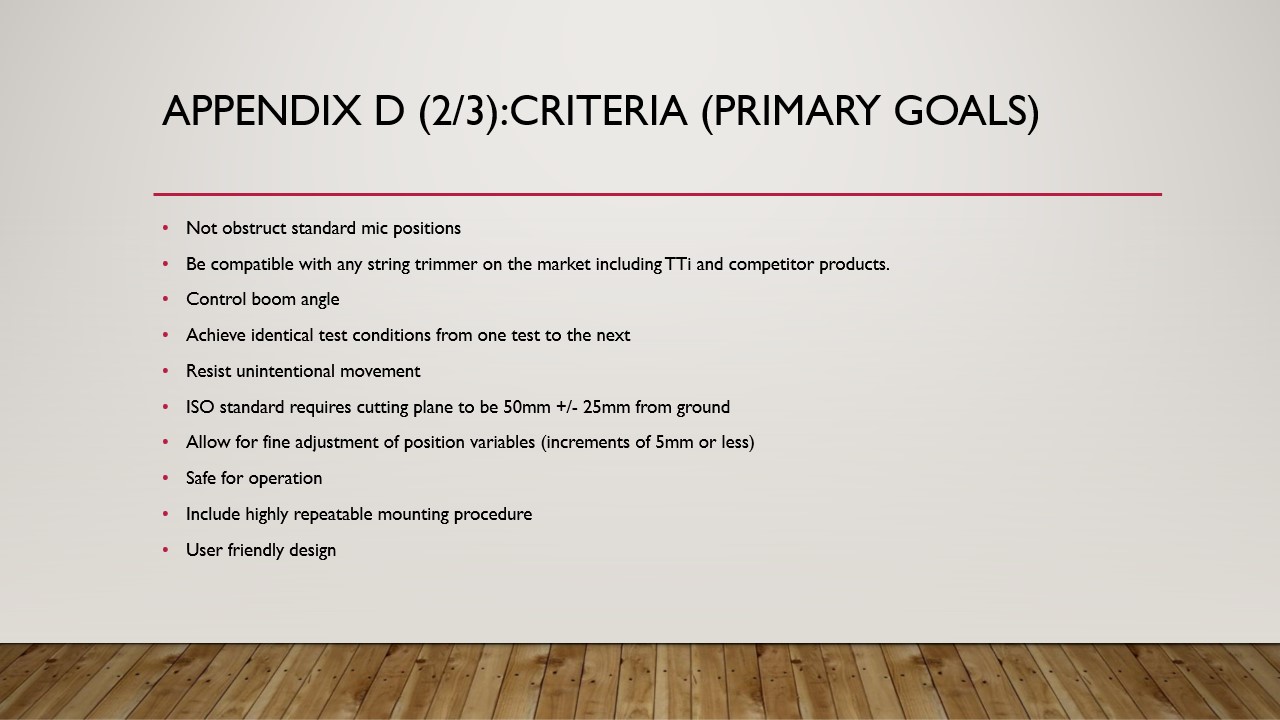 APPENDIX D (2/3):CRITERIA (PRIMARY GOALS)
• Not obstruct standard mic positions
• Be compatible with any string trimmer on the market including TTi and competitor products.
• Control boom angle
• Achieve identical test conditions from one test to the next
• Resist unintentional movement
• ISO standard requires cutting plane to be 50mm +/- 25mm from ground
• Allow for fine adjustment of position variables (increments of 5mm or less)
• Safe for operation
• Include highly repeatable mounting procedure
• User friendly design